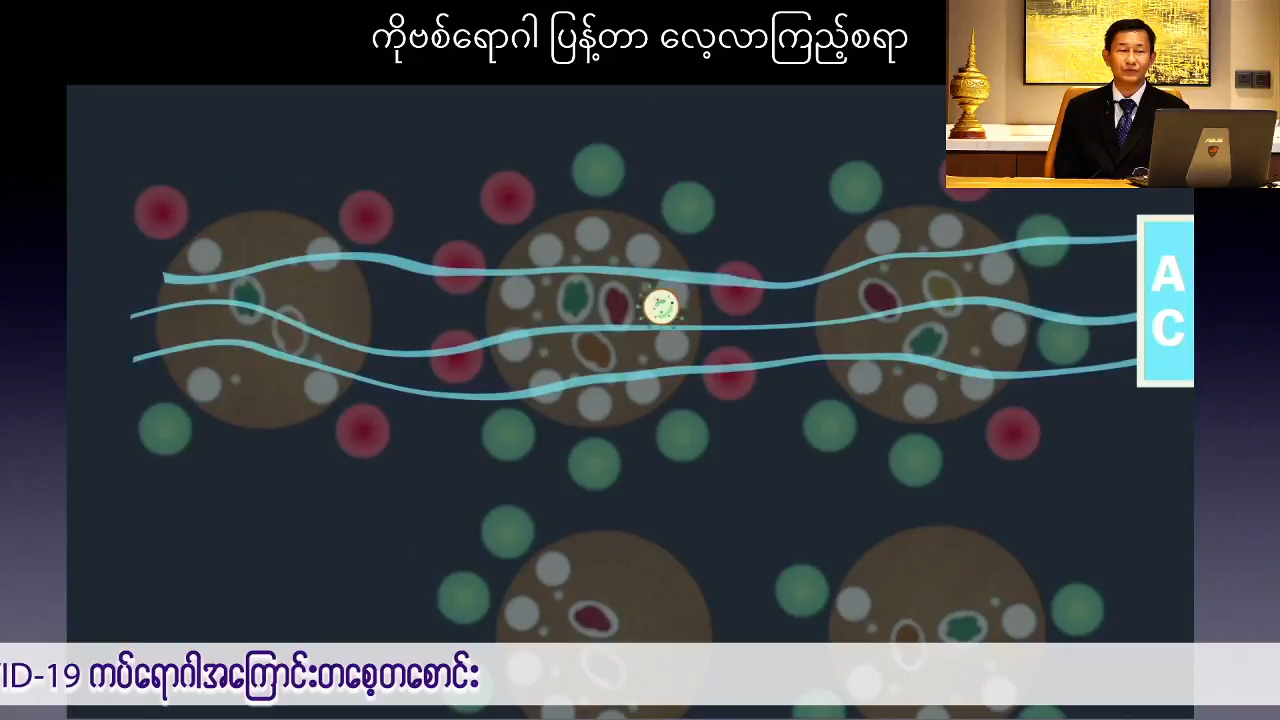 ကိုဗစ်ရောဂါ ပြန့်တာ လေ့လာကြည့်စရာ
A
C
ID-19 ကပ်ရောဂါအကြောင်းတစေ့တစောင်း